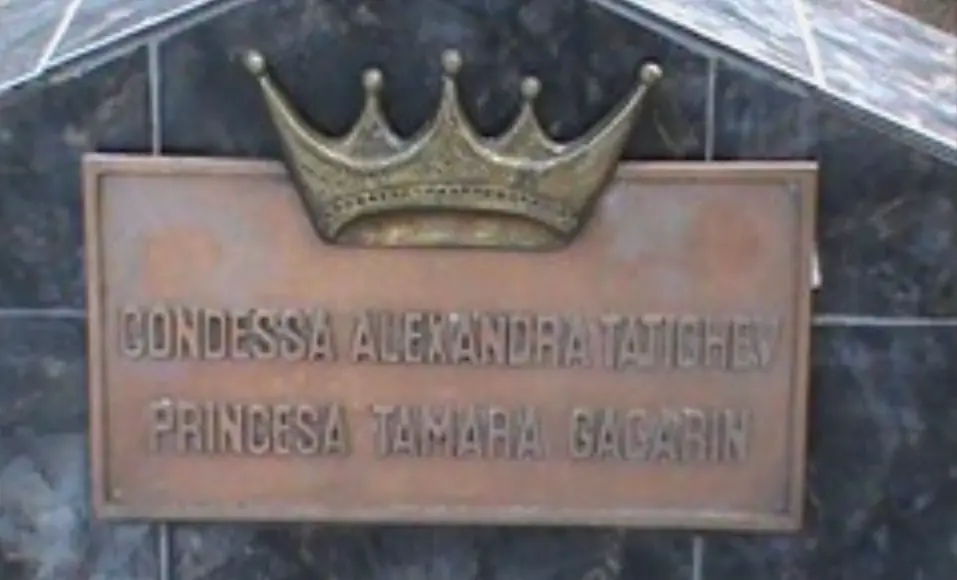 CONDESSA ALEXANDRA TATICHEV
PRINCESA TAMARA GAGARIN